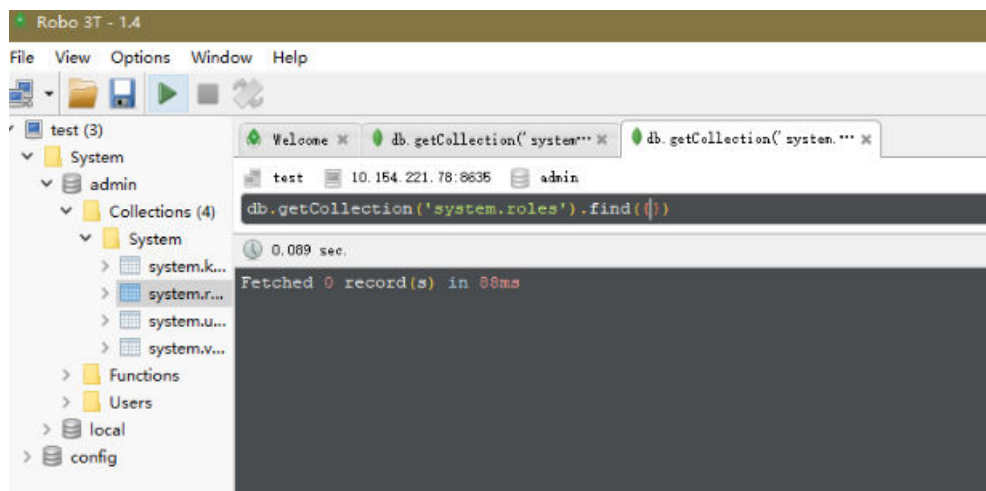 Robo 3T - 1.4
File View Options Window Help
test (3)
System
admin
Collections (4)
System
system.k...
system.r...
system.u...
system.v...
Functions
Users
local
config
Welcome × db.getCollection('system⋯ × db.getCollection('system.⋯ ×
test 10.154.221.78:8635 admin
db.getCollection('system.roles').find({})
0.089 sec.
Fetched 0 record(s) in 88ms